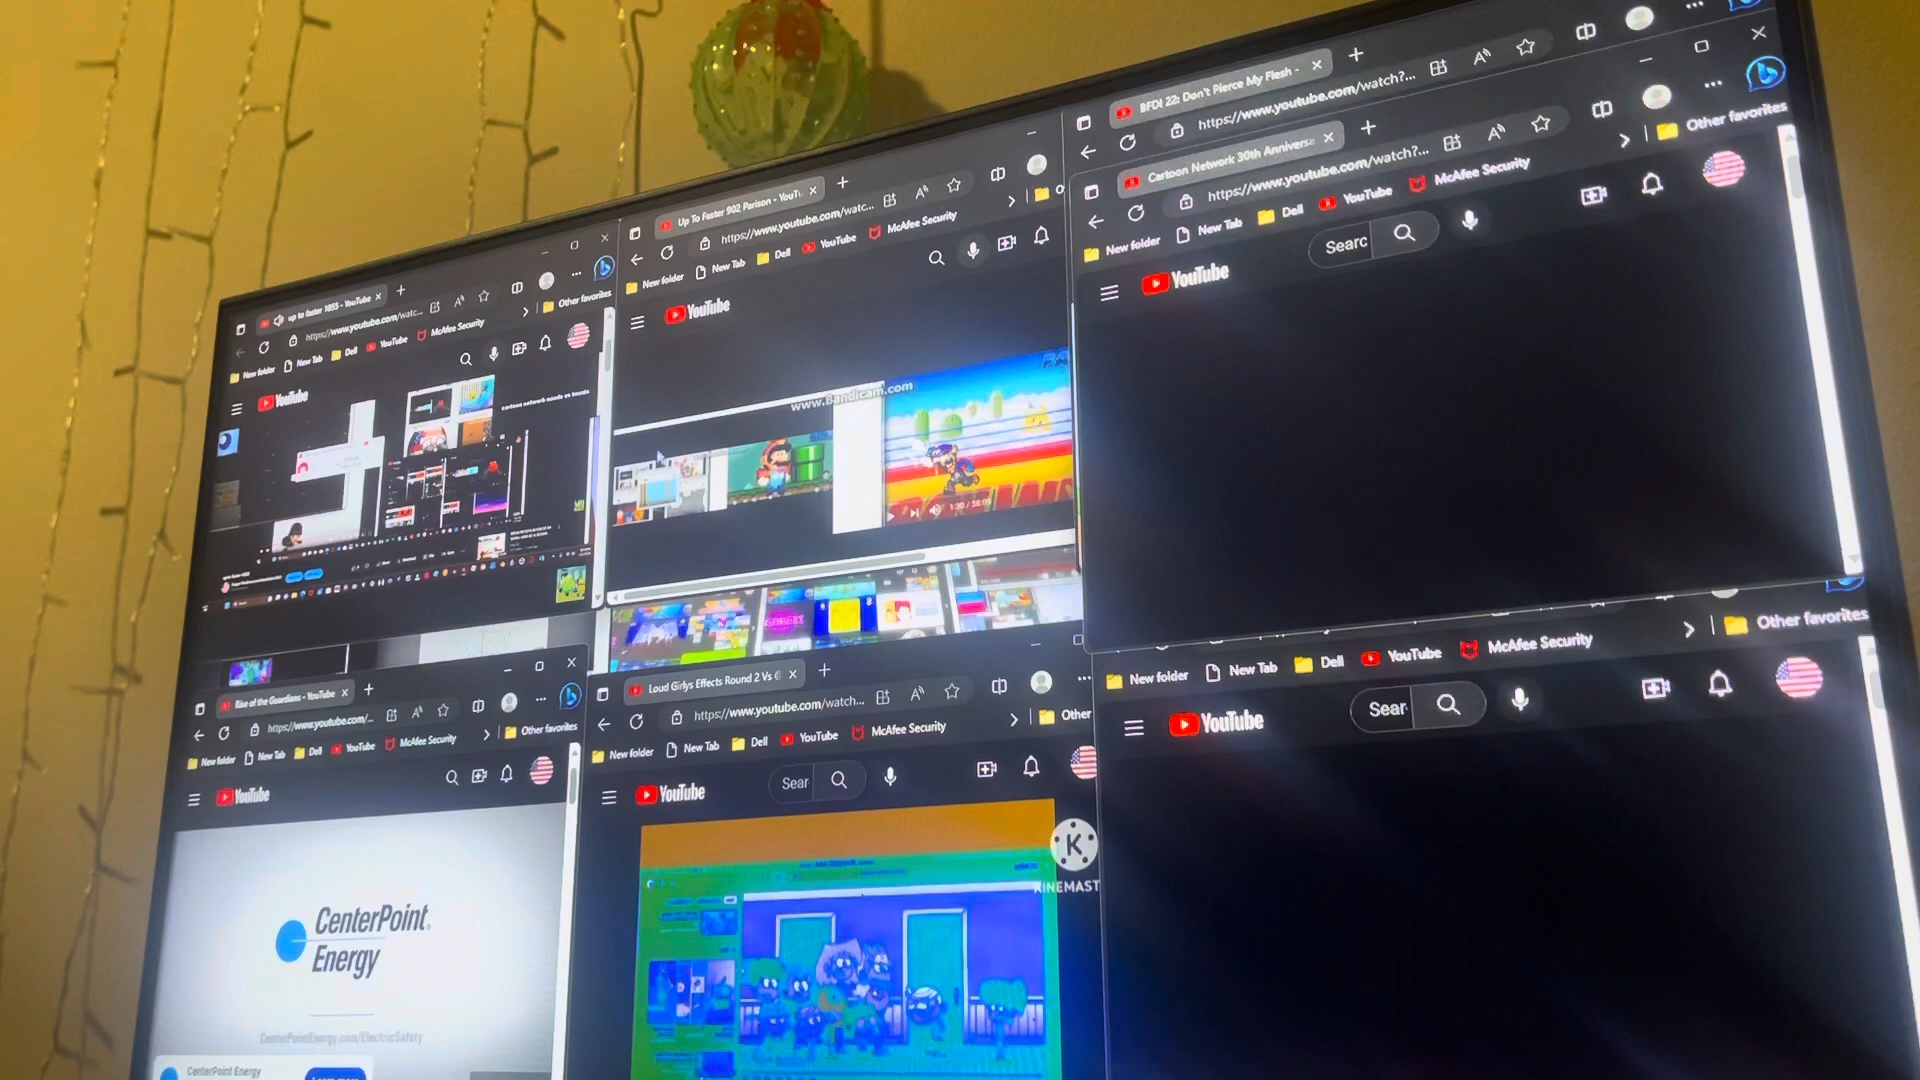 BFDI 22: Don't Pierce My Flesh -
https://www.youtube.com/watch?...
Cartoon Network 30th Annivers
https://www.youtube.com/watch?...
Other favorites
New folder
New Tab
Dell
YouTube
McAfee Security
YouTube
Searc
Up To Faster 902 Parison - YouTu
https://www.youtube.com/watc...
New folder
New Tab
Dell
YouTube
McAfee Security
YouTube
www.Bandicam.com
1:30 / 38:09
up to faster 1055 - YouTube
https://www.youtube.com/watc...
Other favorites
New folder
New Tab
Dell
YouTube
McAfee Security
YouTube
Rise of the Guardians - YouTube
https://www.youtube.com/...
Other favorites
New folder
New Tab
Dell
YouTube
McAfee Security
YouTube
CenterPoint
Energy
CenterPointEnergy.com/ElectricSafety
CenterPoint Energy
Learn more
Loud Girlys Effects Round 2 Vs
https://www.youtube.com/watch...
Other
New folder
New Tab
Dell
YouTube
McAfee Security
YouTube
Sear
K
KINEMAST
Other favorites
New folder
New Tab
Dell
YouTube
McAfee Security
YouTube
Sear